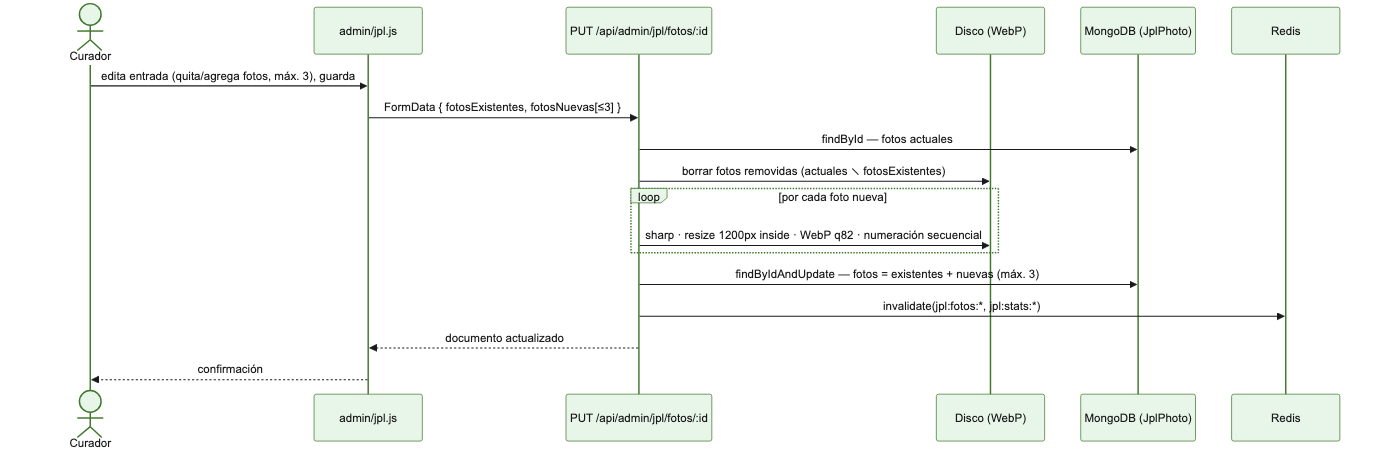 Curador
admin/jpl.js
PUT /api/admin/jpl/fotos/:id
Disco (WebP)
MongoDB (JplPhoto)
Redis
edita entrada (quita/agrega fotos, máx. 3), guarda
FormData { fotosExistentes, fotosNuevas[≤3] }
findById — fotos actuales
borrar fotos removidas (actuales ∖ fotosExistentes)
loop
[por cada foto nueva]
sharp · resize 1200px inside · WebP q82 · numeración secuencial
findByIdAndUpdate — fotos = existentes + nuevas (máx. 3)
invalidate(jpl:fotos:*, jpl:stats:*)
documento actualizado
confirmación
Curador
admin/jpl.js
PUT /api/admin/jpl/fotos/:id
Disco (WebP)
MongoDB (JplPhoto)
Redis